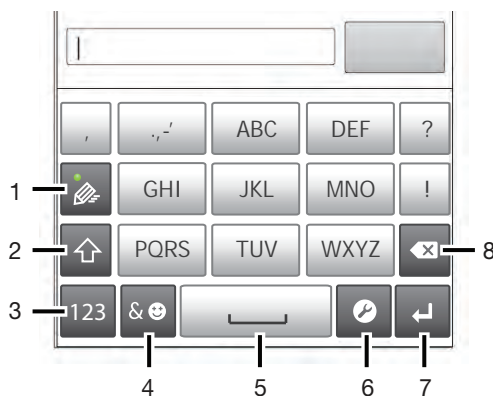 , .,-' ABC DEF ?
1 GHI JKL MNO !
2 PQRS TUV WXYZ 8
3 123 &
4 5 6 7